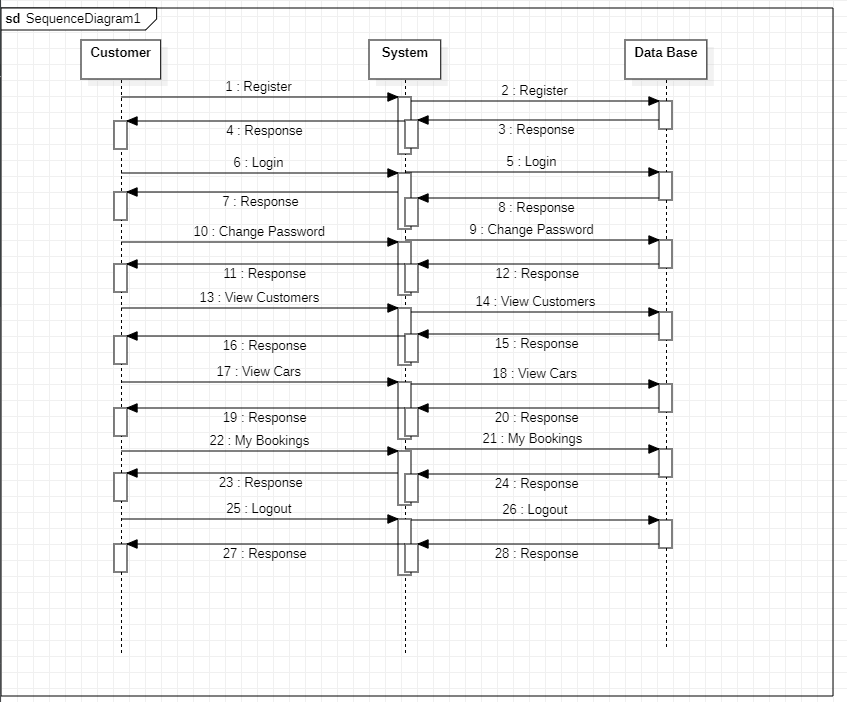 sd SequenceDiagram1
Customer
System
Data Base
1 : Register
2 : Register
4 : Response
3 : Response
6 : Login
5 : Login
7 : Response
8 : Response
10 : Change Password
9 : Change Password
11 : Response
12 : Response
13 : View Customers
14 : View Customers
16 : Response
15 : Response
17 : View Cars
18 : View Cars
19 : Response
20 : Response
22 : My Bookings
21 : My Bookings
23 : Response
24 : Response
25 : Logout
26 : Logout
27 : Response
28 : Response